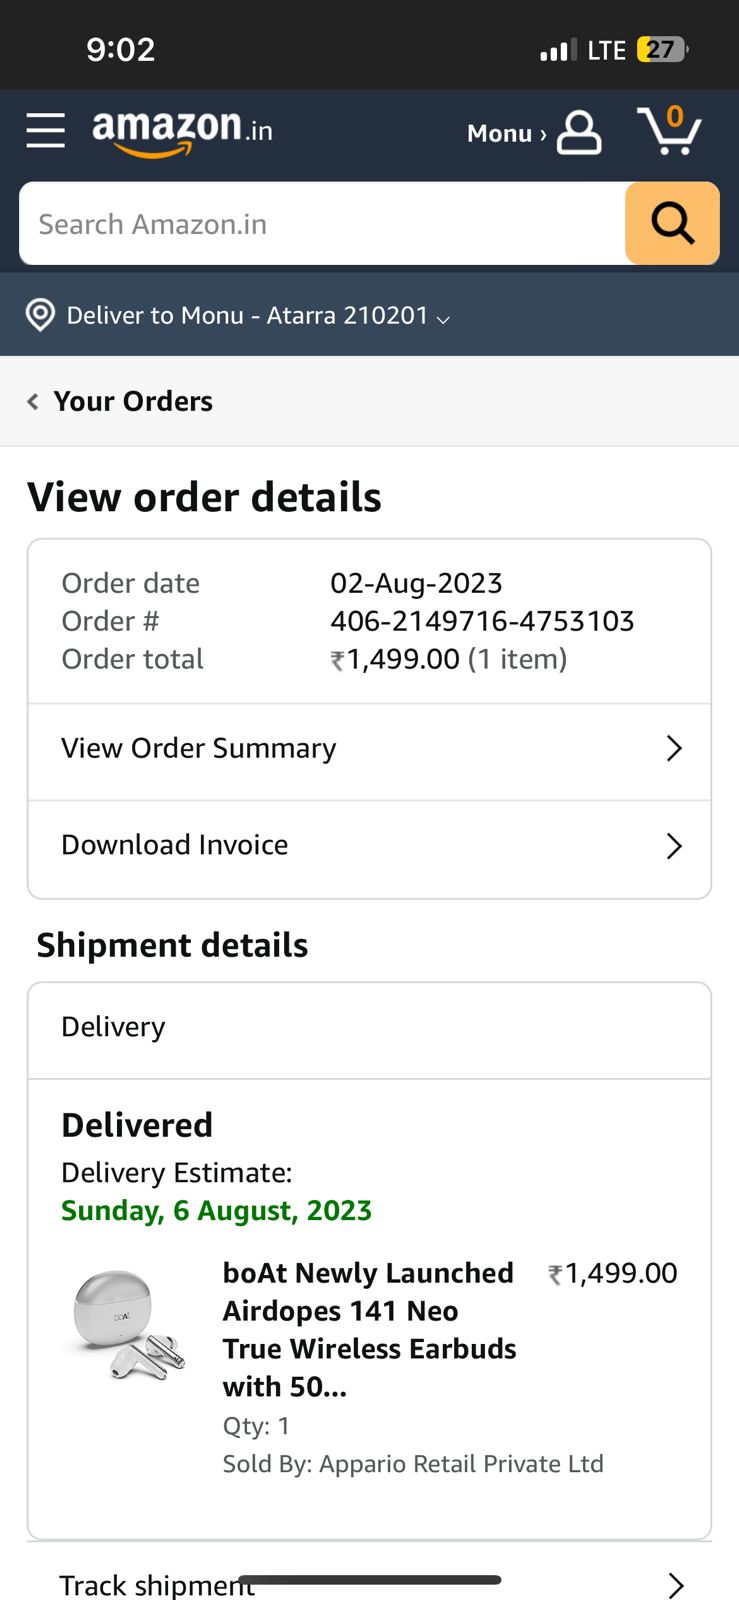 9:02
LTE 27
amazon.in
Monu ›
0
Search Amazon.in
Deliver to Monu - Atarra 210201
Your Orders
View order details
Order date 02-Aug-2023
Order # 406-2149716-4753103
Order total ₹1,499.00 (1 item)
View Order Summary
Download Invoice
Shipment details
Delivery
Delivered
Delivery Estimate:
Sunday, 6 August, 2023
boAt Newly Launched ₹1,499.00
Airdopes 141 Neo
True Wireless Earbuds
with 50...
Qty: 1
Sold By: Appario Retail Private Ltd
boAt
Track shipment